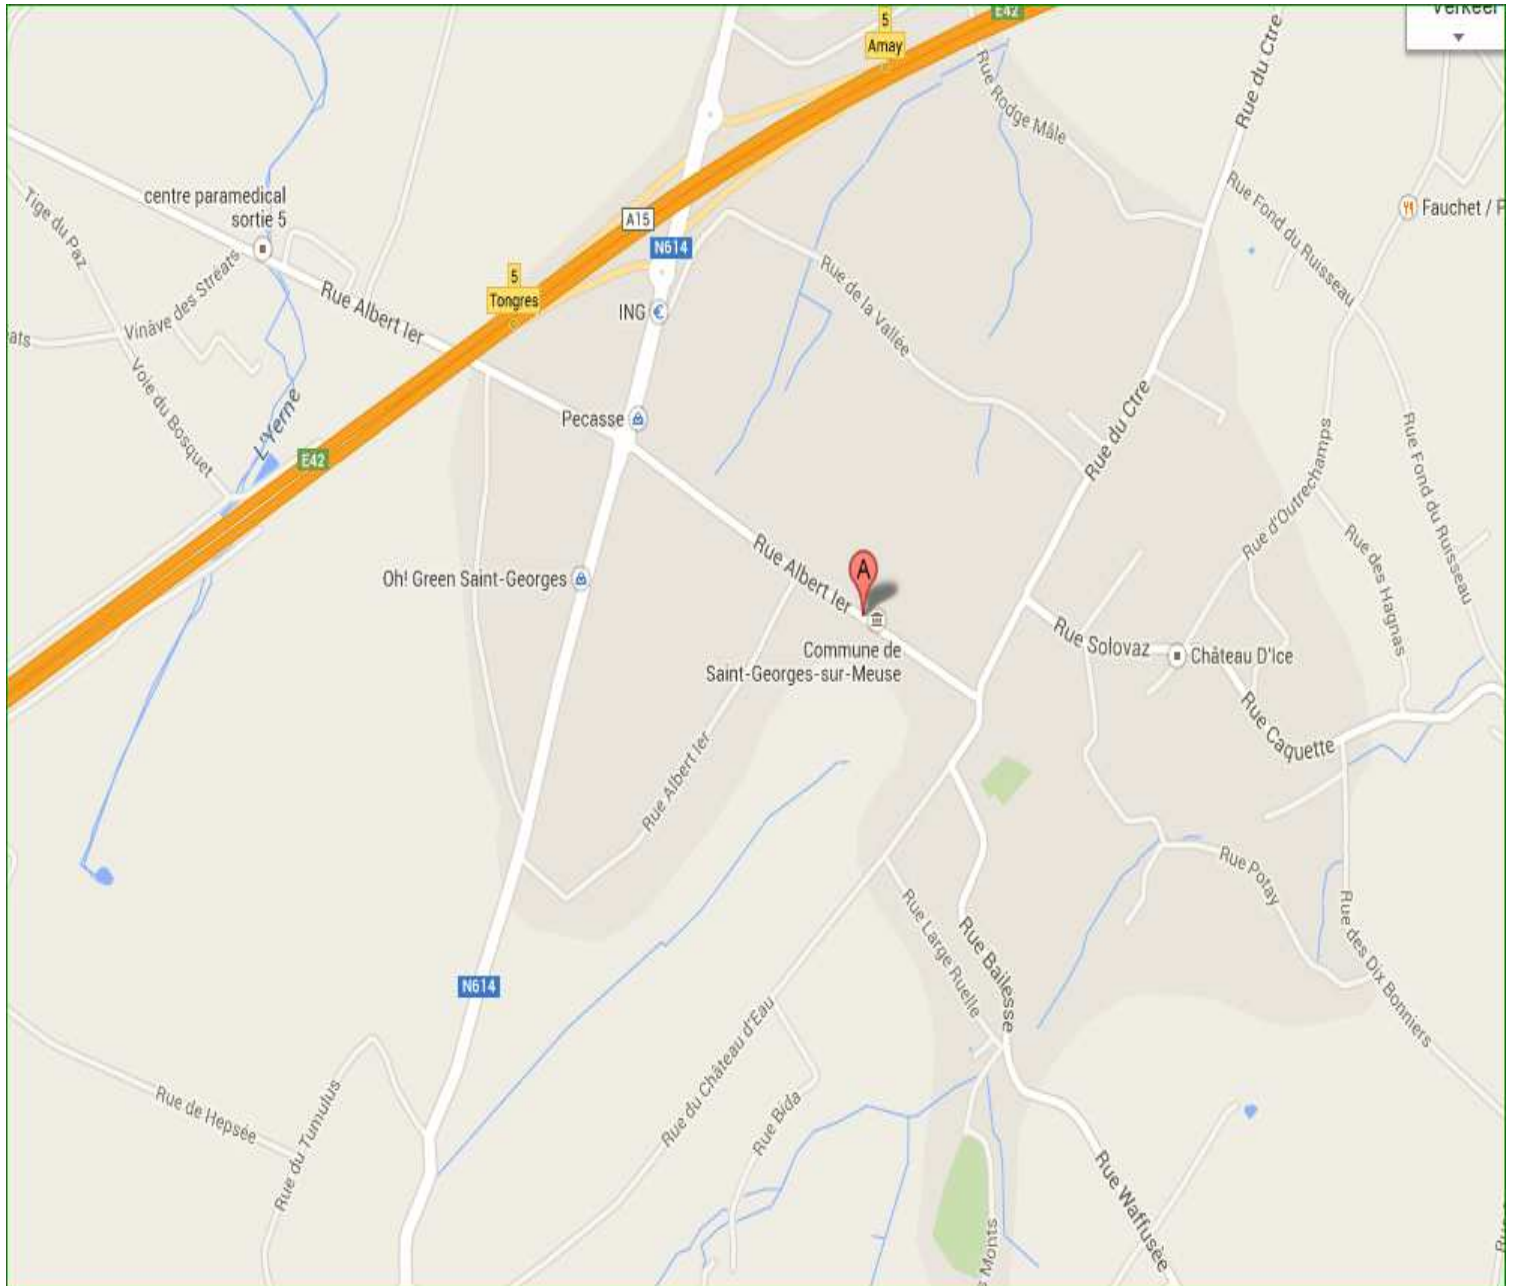 E42
Verkeer
5
Amay
Rue du Ctre
Rue Rodge Mâle
centre paramedical
sortie 5
Tige du Paz
A15
N614
Rue Fond du Ruisseau
Fauchet / P
5
Tongres
ING
Rue Albert Ier
Vinâve des Streats
ats
Rue de la Vallée
Voie du Bosquet
L'Yerne
E42
Pecasse
Rue du Ctre
Rue d'Outrechamps
Rue Fond du Ruisseau
Rue des Hagnas
Oh! Green Saint-Georges
Rue Albert Ier
A
Commune de
Saint-Georges-sur-Meuse
Rue Solovaz
Château D'Ice
Rue Caquette
Rue Albert Ier
Rue Potay
Rue des Dix Bonniers
Rue Large Ruelle
Rue Bailesse
N614
Rue du Château d'Eau
Rue Bida
Rue de Hepsée
Rue du Tumulus
Rue Waffusée
s Monts